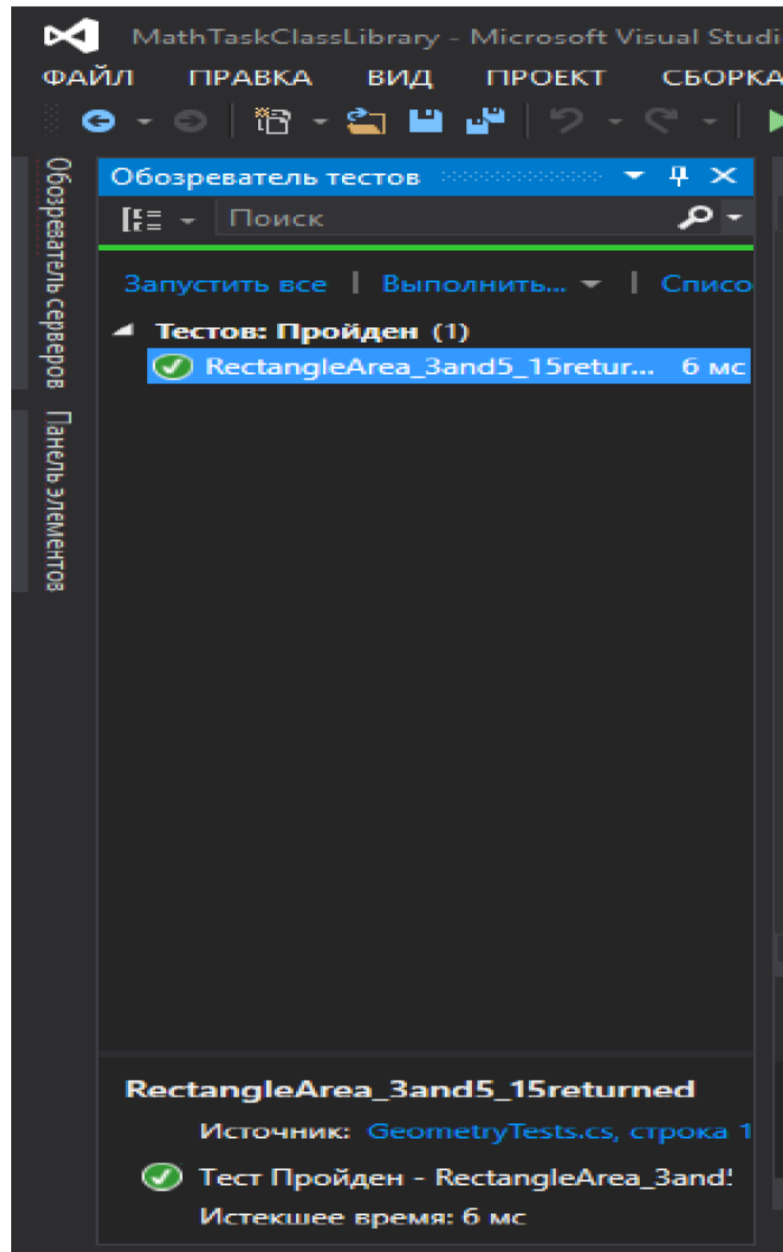 MathTaskClassLibrary - Microsoft Visual Studi
ФАЙЛ ПРАВКА ВИД ПРОЕКТ СБОРКА
Обозреватель серверов
Панель элементов
Обозреватель тестов
Поиск
Запустить все | Выполнить... | Списо
Тестов: Пройден (1)
RectangleArea_3and5_15retur... 6 мс
RectangleArea_3and5_15returned
Источник: GeometryTests.cs, строка 1
Тест Пройден - RectangleArea_3and5
Истекшее время: 6 мс